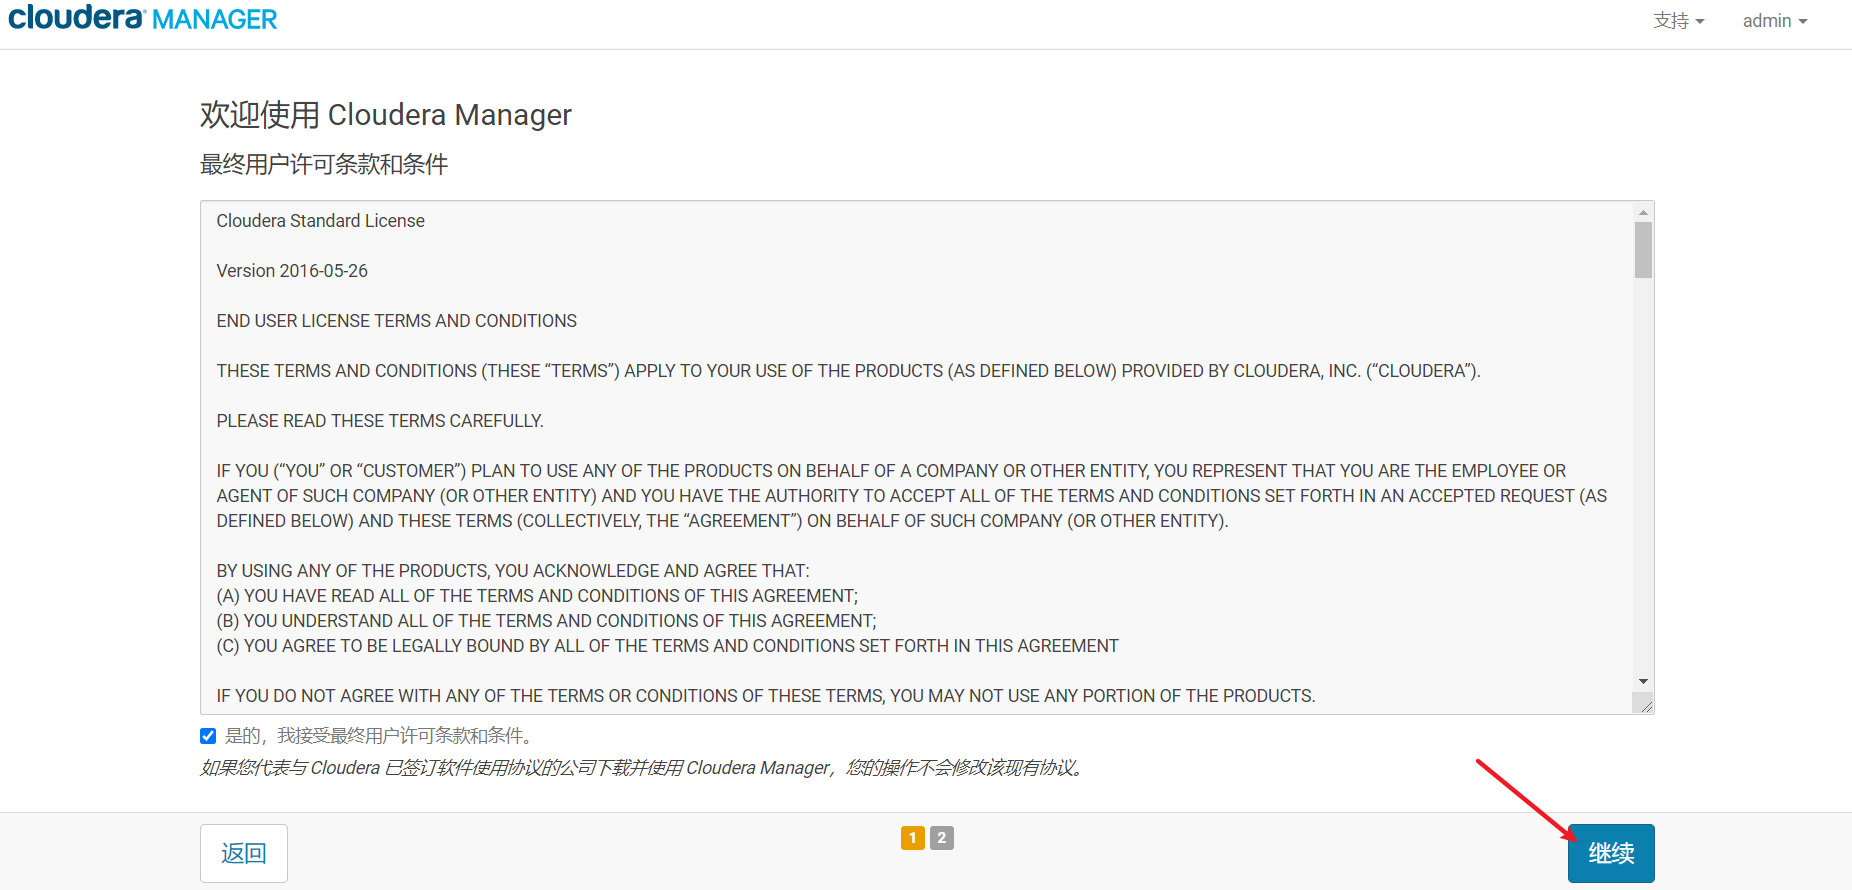 cloudera MANAGER
支持 admin
欢迎使用 Cloudera Manager
最终用户许可条款和条件
Cloudera Standard License
Version 2016-05-26
END USER LICENSE TERMS AND CONDITIONS
THESE TERMS AND CONDITIONS (THESE “TERMS”) APPLY TO YOUR USE OF THE PRODUCTS (AS DEFINED BELOW) PROVIDED BY CLOUDERA, INC. (“CLOUDERA”).
PLEASE READ THESE TERMS CAREFULLY.
IF YOU (“YOU” OR “CUSTOMER”) PLAN TO USE ANY OF THE PRODUCTS ON BEHALF OF A COMPANY OR OTHER ENTITY, YOU REPRESENT THAT YOU ARE THE EMPLOYEE OR
AGENT OF SUCH COMPANY (OR OTHER ENTITY) AND YOU HAVE THE AUTHORITY TO ACCEPT ALL OF THE TERMS AND CONDITIONS SET FORTH IN AN ACCEPTED REQUEST (AS
DEFINED BELOW) AND THESE TERMS (COLLECTIVELY, THE “AGREEMENT”) ON BEHALF OF SUCH COMPANY (OR OTHER ENTITY).
BY USING ANY OF THE PRODUCTS, YOU ACKNOWLEDGE AND AGREE THAT:
(A) YOU HAVE READ ALL OF THE TERMS AND CONDITIONS OF THIS AGREEMENT;
(B) YOU UNDERSTAND ALL OF THE TERMS AND CONDITIONS OF THIS AGREEMENT;
(C) YOU AGREE TO BE LEGALLY BOUND BY ALL OF THE TERMS AND CONDITIONS SET FORTH IN THIS AGREEMENT
IF YOU DO NOT AGREE WITH ANY OF THE TERMS OR CONDITIONS OF THESE TERMS, YOU MAY NOT USE ANY PORTION OF THE PRODUCTS.
是的，我接受最终用户许可条款和条件。
如果您代表与 Cloudera 已签订软件使用协议的公司下载并使用 Cloudera Manager，您的操作不会修改该现有协议。
返回 1 2 继续